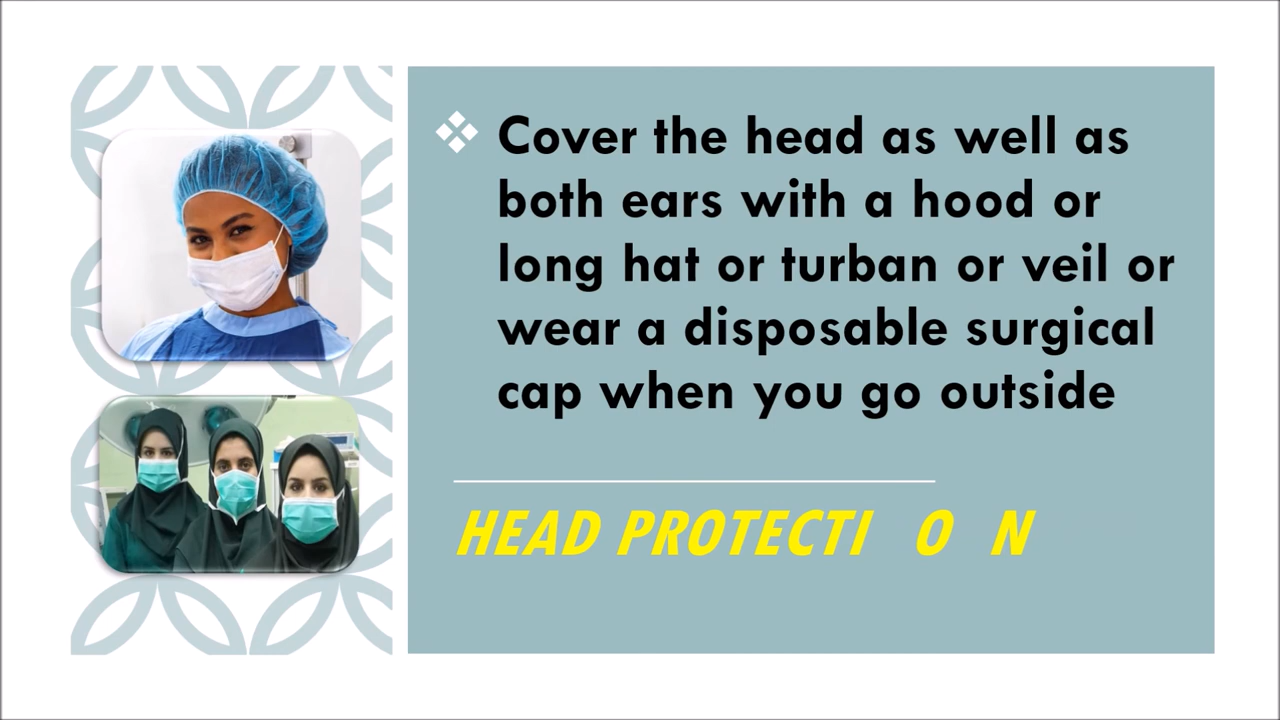 Cover the head as well as
both ears with a hood or
long hat or turban or veil or
wear a disposable surgical
cap when you go outside
HEAD PROTECTI O N